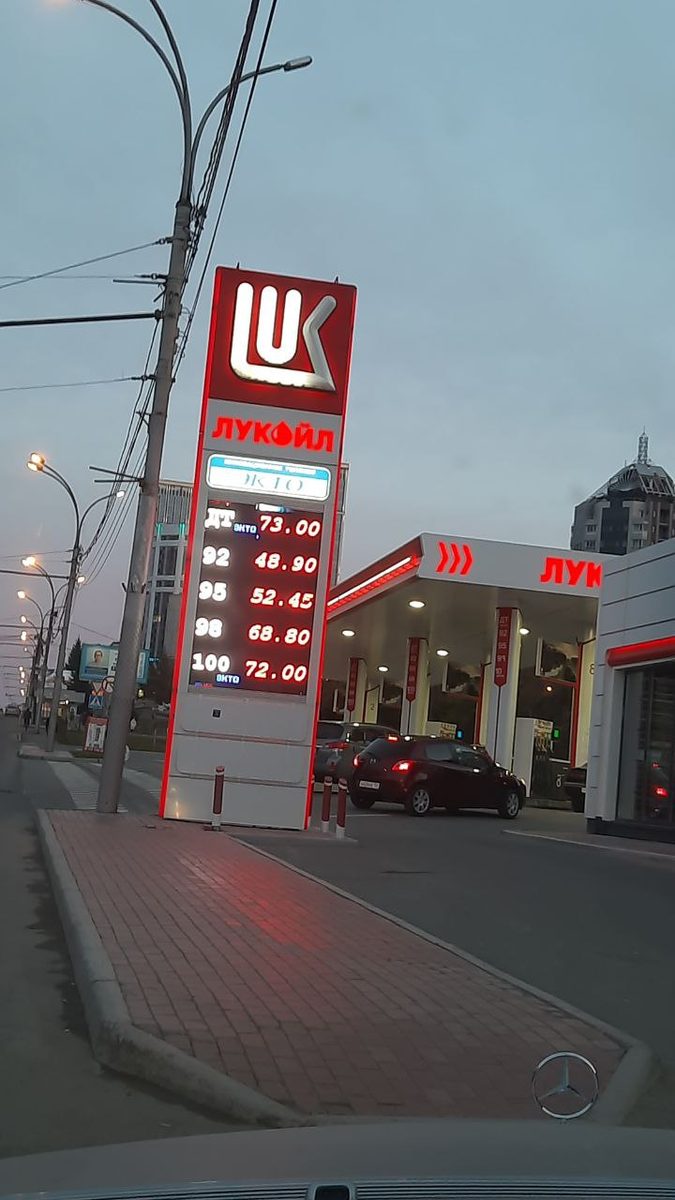 LUK
ЛУКОЙЛ
ЭКТО
ДТ ЭКТО 73.00
92 48.90
95 52.45
98 68.80
100 ЭКТО 72.00
ЛУК
ДТ